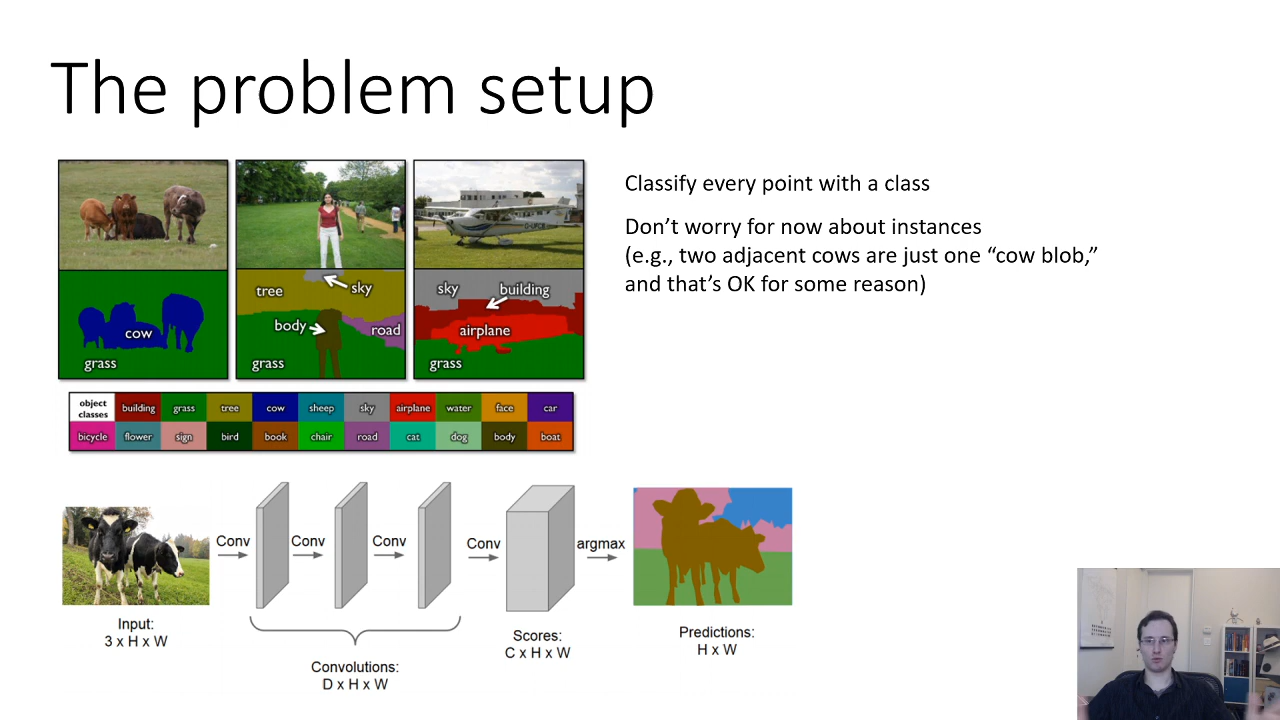 The problem setup
Classify every point with a class
Don’t worry for now about instances
(e.g., two adjacent cows are just one “cow blob,”
and that’s OK for some reason)
cow
grass
tree
sky
body
road
grass
sky
building
airplane
grass
object classes building grass tree cow sheep sky airplane water face car
bicycle flower sign bird book chair road cat dog body boat
Conv Conv Conv Conv argmax
Input:
3 x H x W
Convolutions:
D x H x W
Scores:
C x H x W
Predictions:
H x W